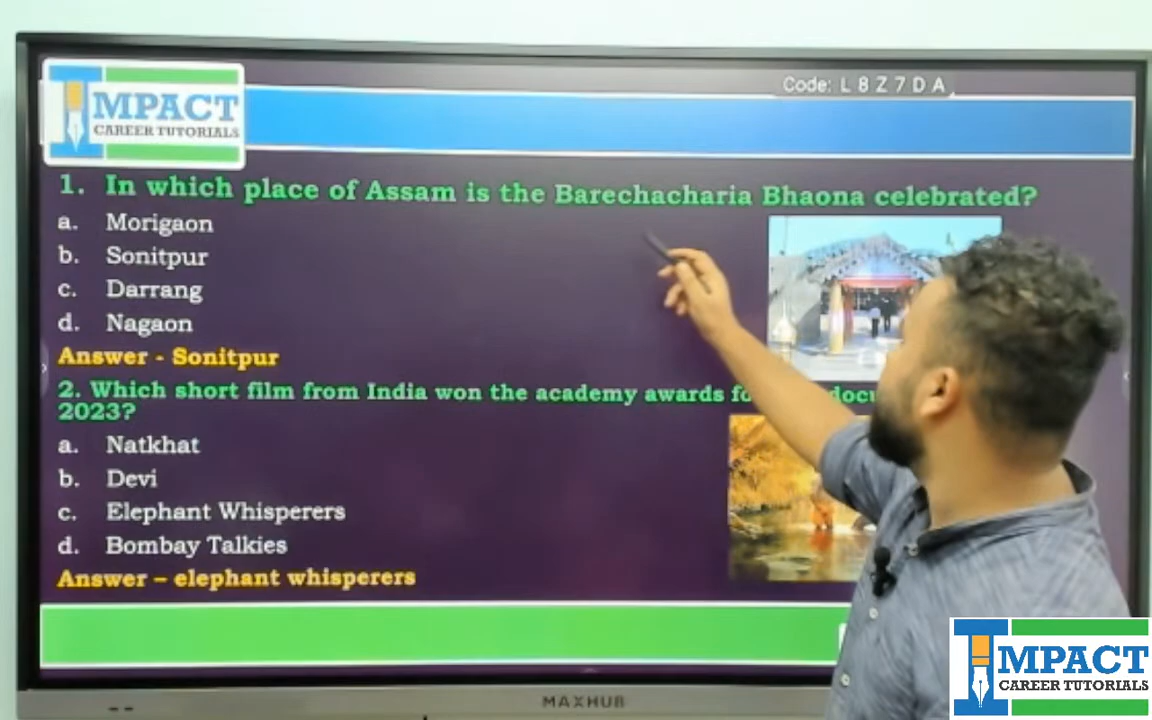 Code: L 8 Z 7 D A
IMPACT
CAREER TUTORIALS
1. In which place of Assam is the Barechacharia Bhaona celebrated?
a. Morigaon
b. Sonitpur
c. Darrang
d. Nagaon
Answer - Sonitpur
2. Which short film from India won the academy awards
2023?
a. Natkhat
b. Devi
c. Elephant Whisperers
d. Bombay Talkies
Answer – elephant whisperers
MAXHUB
IMPACT
CAREER TUTORIALS